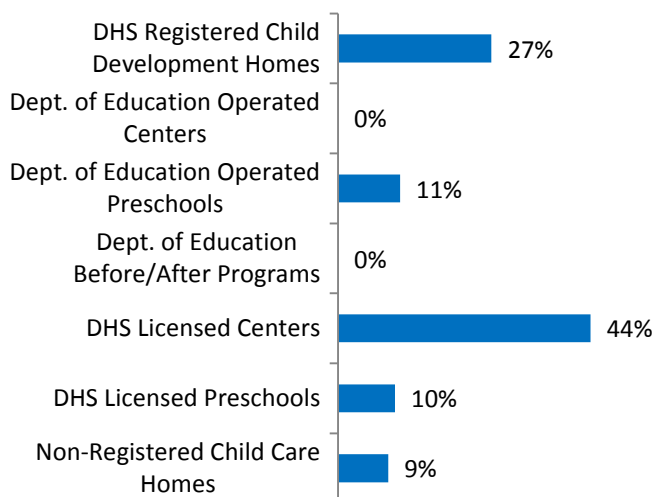 DHS Registered Child
Development Homes
27%
Dept. of Education Operated
Centers
0%
Dept. of Education Operated
Preschools
11%
Dept. of Education
Before/After Programs
0%
DHS Licensed Centers
44%
DHS Licensed Preschools
10%
Non-Registered Child Care
Homes
9%